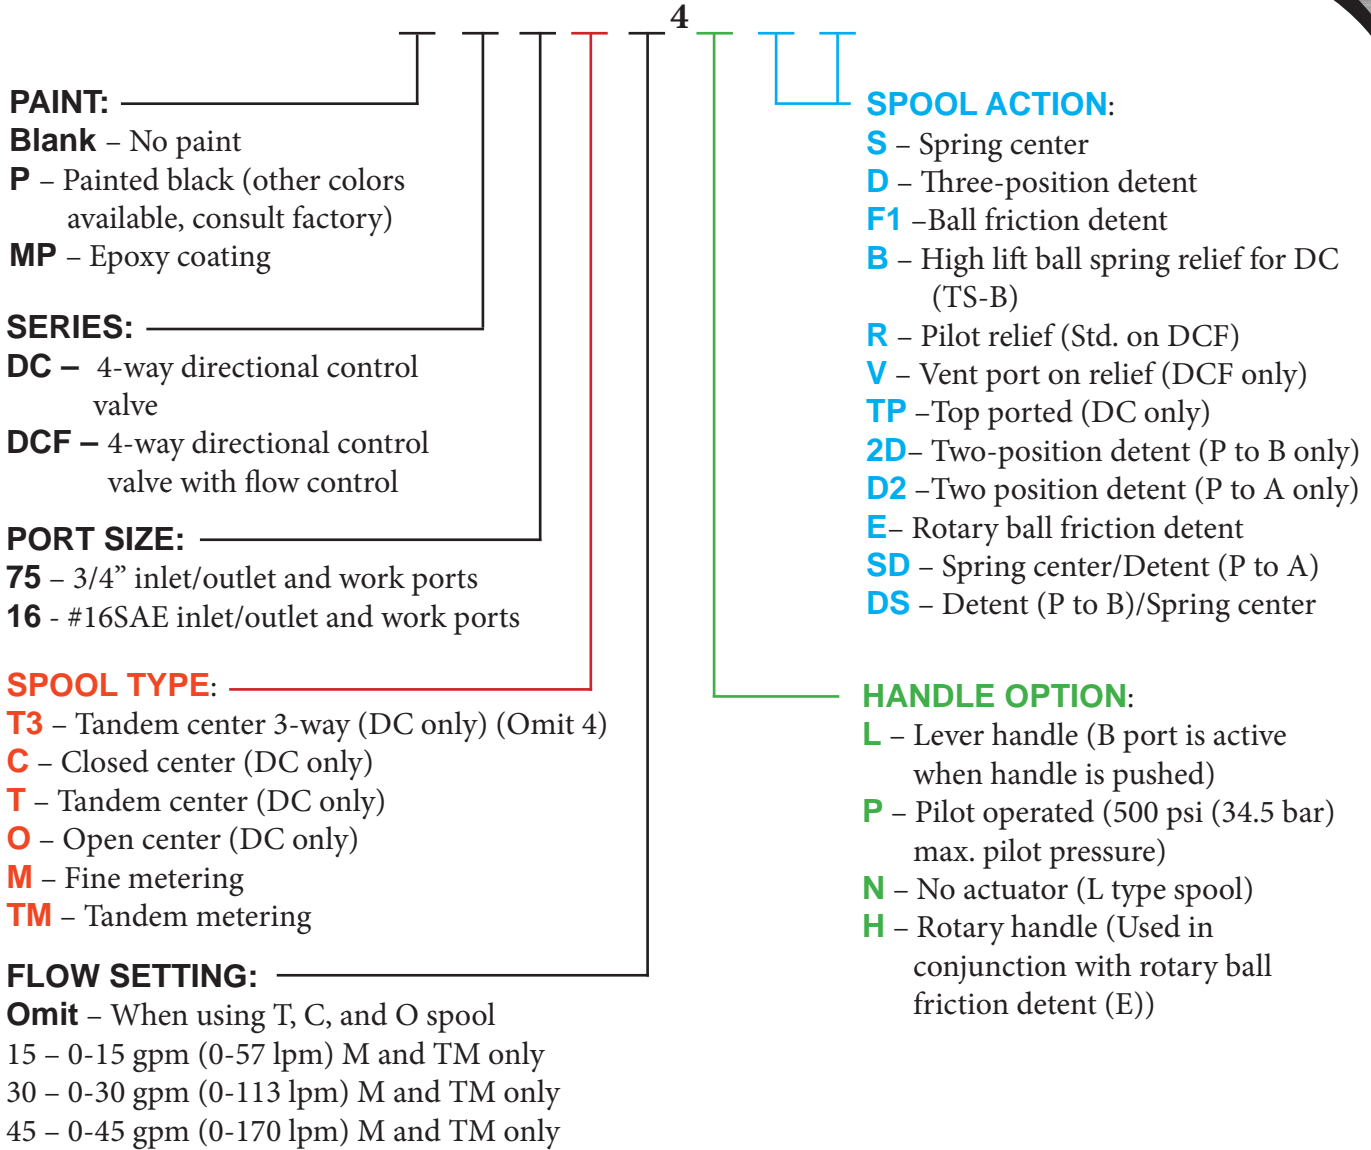 4
PAINT:
Blank – No paint
P – Painted black (other colors
available, consult factory)
MP – Epoxy coating
SERIES:
DC – 4-way directional control
valve
DCF – 4-way directional control
valve with flow control
PORT SIZE:
75 – 3/4” inlet/outlet and work ports
16 - #16SAE inlet/outlet and work ports
SPOOL TYPE:
T3 – Tandem center 3-way (DC only) (Omit 4)
C – Closed center (DC only)
T – Tandem center (DC only)
O – Open center (DC only)
M – Fine metering
TM – Tandem metering
FLOW SETTING:
Omit – When using T, C, and O spool
15 – 0-15 gpm (0-57 lpm) M and TM only
30 – 0-30 gpm (0-113 lpm) M and TM only
45 – 0-45 gpm (0-170 lpm) M and TM only
SPOOL ACTION:
S – Spring center
D – Three-position detent
F1 –Ball friction detent
B – High lift ball spring relief for DC
(TS-B)
R – Pilot relief (Std. on DCF)
V – Vent port on relief (DCF only)
TP –Top ported (DC only)
2D– Two-position detent (P to B only)
D2 –Two position detent (P to A only)
E– Rotary ball friction detent
SD – Spring center/Detent (P to A)
DS – Detent (P to B)/Spring center
HANDLE OPTION:
L – Lever handle (B port is active
when handle is pushed)
P – Pilot operated (500 psi (34.5 bar)
max. pilot pressure)
N – No actuator (L type spool)
H – Rotary handle (Used in
conjunction with rotary ball
friction detent (E))